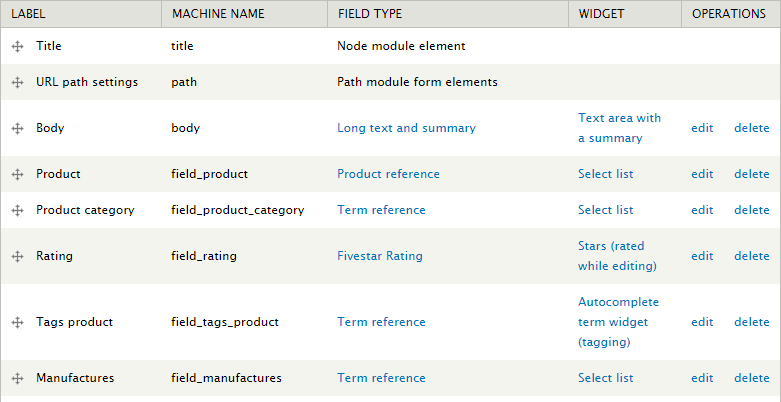 LABEL MACHINE NAME FIELD TYPE WIDGET OPERATIONS
Title title Node module element
URL path settings path Path module form elements
Body body Long text and summary Text area with a summary edit delete
Product field_product Product reference Select list edit delete
Product category field_product_category Term reference Select list edit delete
Rating field_rating Fivestar Rating Stars (rated while editing) edit delete
Tags product field_tags_product Term reference Autocomplete term widget (tagging) edit delete
Manufactures field_manufactures Term reference Select list edit delete